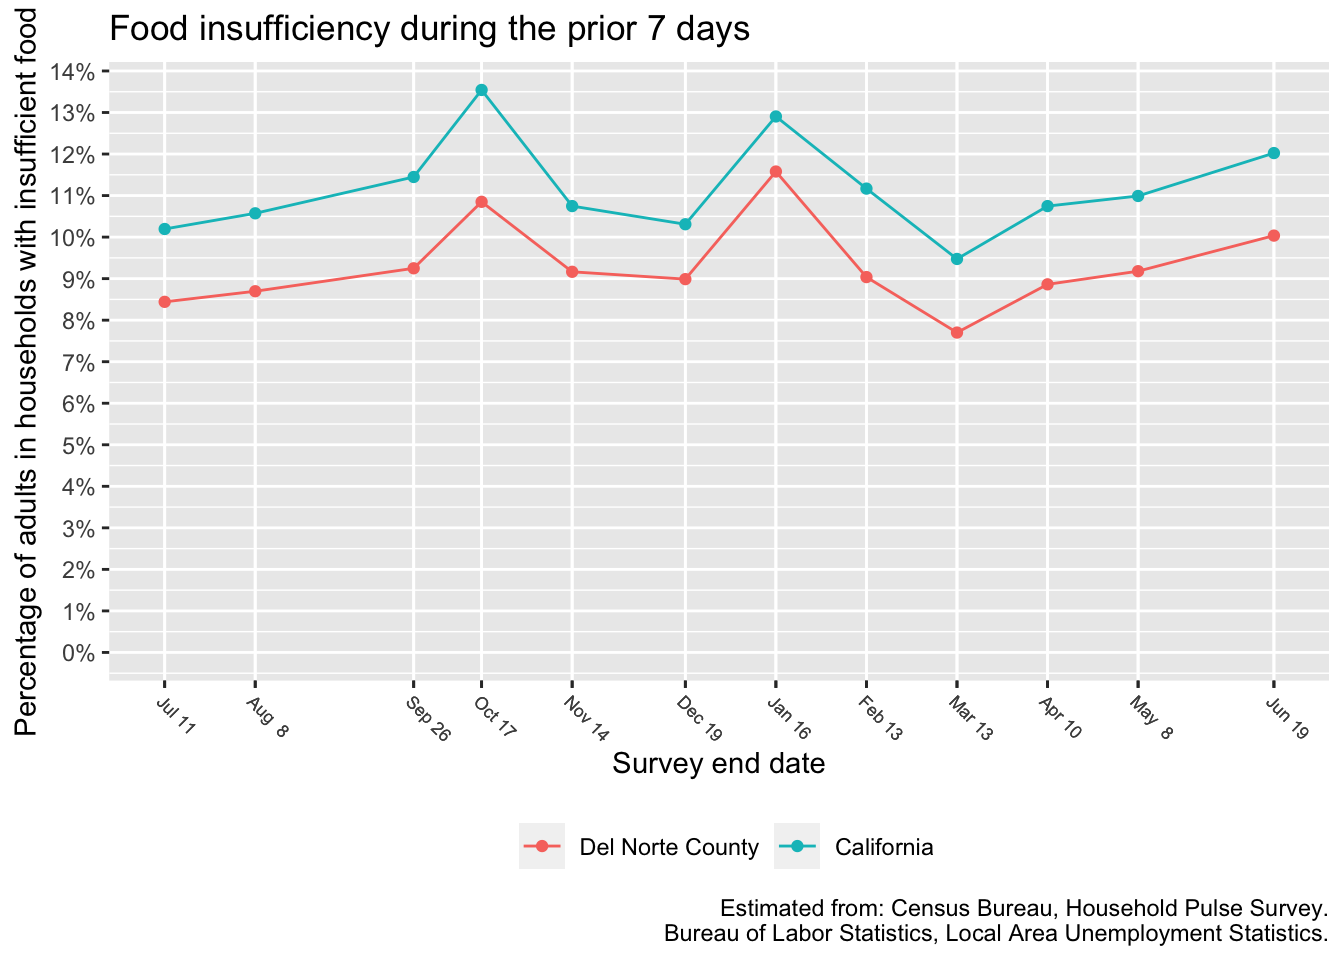 Food insufficiency during the prior 7 days
Percentage of adults in households with insufficient food
14%
13%
12%
11%
10%
9%
8%
7%
6%
5%
4%
3%
2%
1%
0%
Jul 11
Aug 8
Sep 26
Oct 17
Nov 14
Dec 19
Jan 16
Feb 13
Mar 13
Apr 10
May 8
Jun 19
Survey end date
Del Norte County
California
Estimated from: Census Bureau, Household Pulse Survey.
Bureau of Labor Statistics, Local Area Unemployment Statistics.